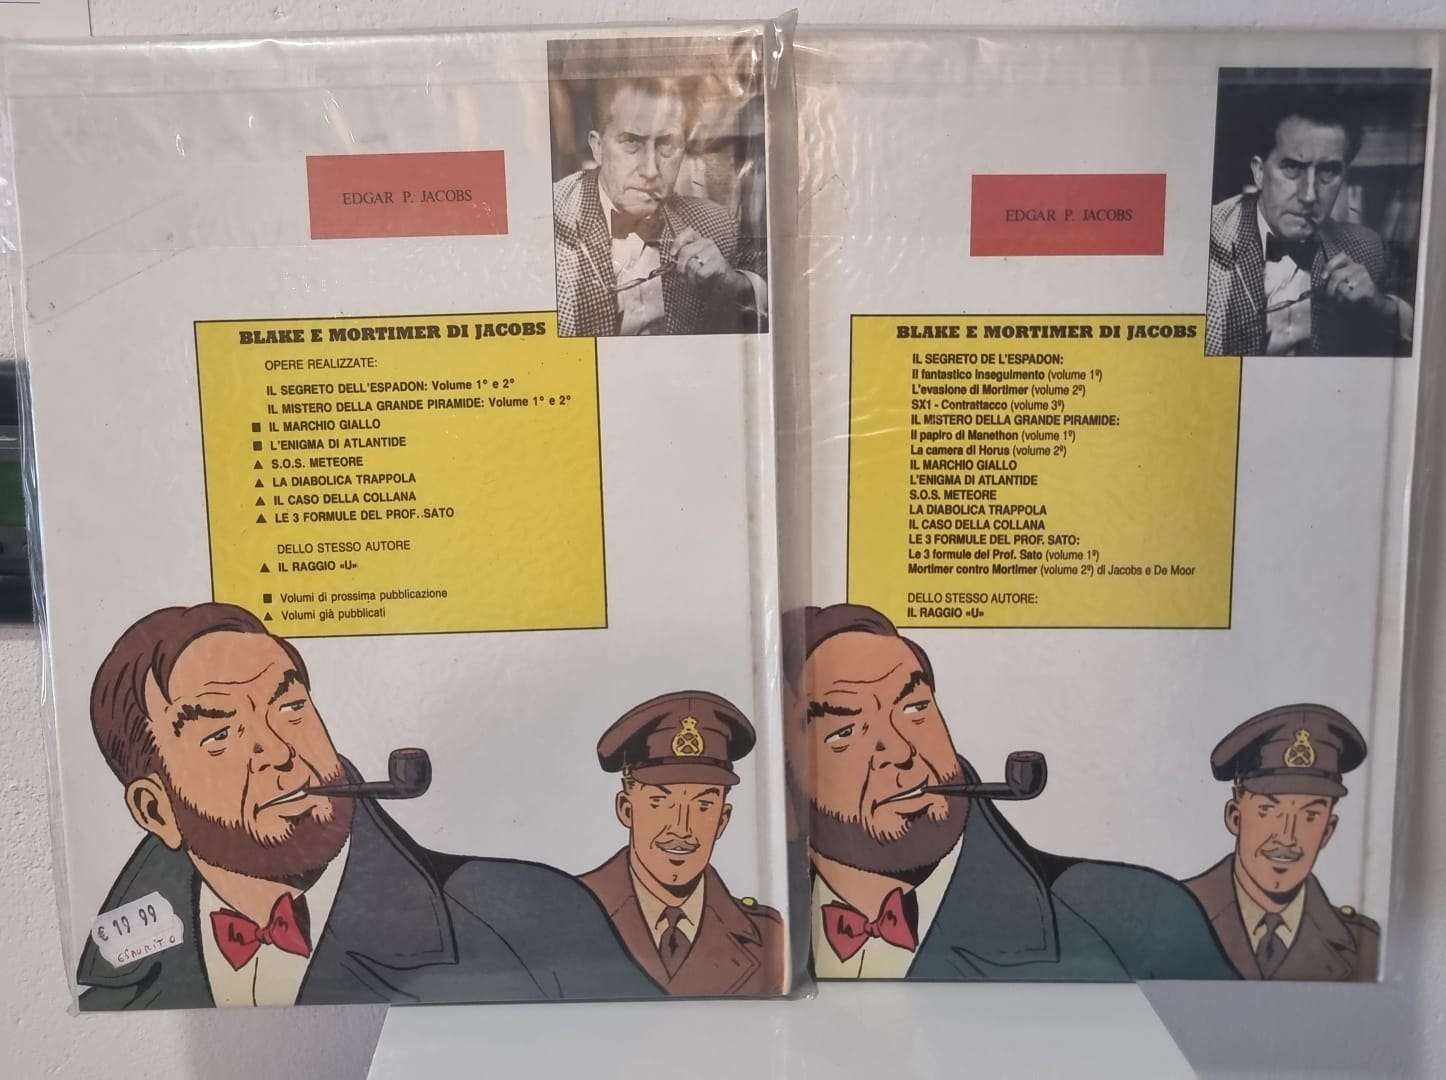 EDGAR P. JACOBS
BLAKE E MORTIMER DI JACOBS
OPERE REALIZZATE:
IL SEGRETO DELL'ESPADON: Volume 1° e 2°
IL MISTERO DELLA GRANDE PIRAMIDE: Volume 1° e 2°
■ IL MARCHIO GIALLO
■ L'ENIGMA DI ATLANTIDE
▲ S.O.S. METEORE
▲ LA DIABOLICA TRAPPOLA
▲ IL CASO DELLA COLLANA
▲ LE 3 FORMULE DEL PROF. SATO
DELLO STESSO AUTORE
▲ IL RAGGIO «U»
■ Volumi di prossima pubblicazione
▲ Volumi già pubblicati
€ 19 99
ESAURITO
EDGAR P. JACOBS
BLAKE E MORTIMER DI JACOBS
IL SEGRETO DE L'ESPADON:
Il fantastico inseguimento (volume 1º)
L'evasione di Mortimer (volume 2º)
SX1 - Contrattacco (volume 3º)
IL MISTERO DELLA GRANDE PIRAMIDE:
Il papiro di Manethon (volume 1º)
La camera di Horus (volume 2º)
IL MARCHIO GIALLO
L'ENIGMA DI ATLANTIDE
S.O.S. METEORE
LA DIABOLICA TRAPPOLA
IL CASO DELLA COLLANA
LE 3 FORMULE DEL PROF. SATO:
Le 3 formule del Prof. Sato (volume 1º)
Mortimer contro Mortimer (volume 2º) di Jacobs e De Moor
DELLO STESSO AUTORE:
IL RAGGIO «U»